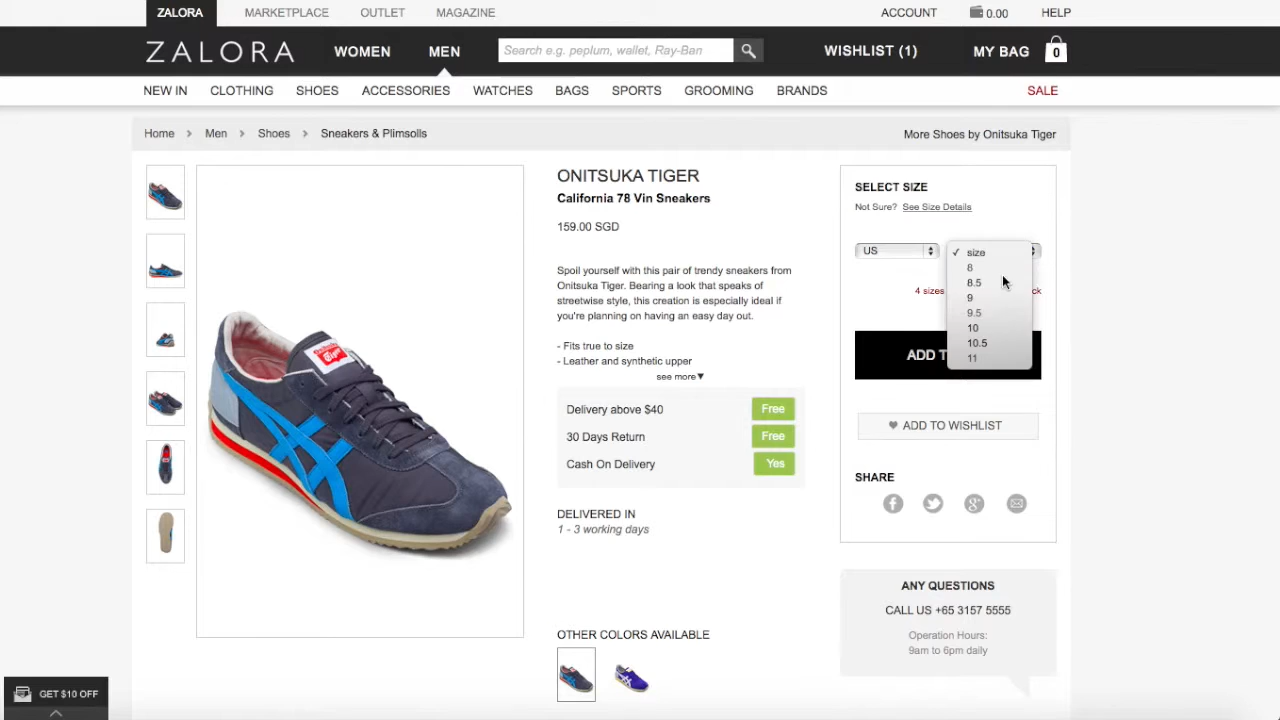 ZALORA MARKETPLACE OUTLET MAGAZINE ACCOUNT 0.00 HELP
ZALORA WOMEN MEN Search e.g. peplum, wallet, Ray-Ban WISHLIST (1) MY BAG 0
NEW IN CLOTHING SHOES ACCESSORIES WATCHES BAGS SPORTS GROOMING BRANDS SALE
Home Men Shoes Sneakers & Plimsolls More Shoes by Onitsuka Tiger
ONITSUKA TIGER
California 78 Vin Sneakers
159.00 SGD
Spoil yourself with this pair of trendy sneakers from
Onitsuka Tiger. Bearing a look that speaks of
streetwise style, this creation is especially ideal if
you're planning on having an easy day out.
- Fits true to size
- Leather and synthetic upper
see more▼
Delivery above $40 Free
30 Days Return Free
Cash On Delivery Yes
DELIVERED IN
1 - 3 working days
OTHER COLORS AVAILABLE
SELECT SIZE
Not Sure? See Size Details
US
✓ size
8
8.5
9
9.5
10
10.5
11
4 sizes
ADD T
ADD TO WISHLIST
SHARE
ANY QUESTIONS
CALL US +65 3157 5555
Operation Hours:
9am to 6pm daily
GET $10 OFF
Tiger